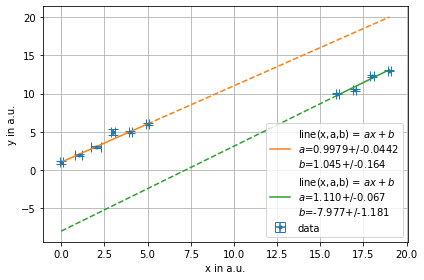 20
15
10
5
0
−5
y in a.u.
0.0
2.5
5.0
7.5
10.0
12.5
15.0
17.5
20.0
x in a.u.
line(x,a,b) = ax + b
a=0.9979+/-0.0442
b=1.045+/-0.164
line(x,a,b) = ax + b
a=1.110+/-0.067
b=-7.977+/-1.181
data